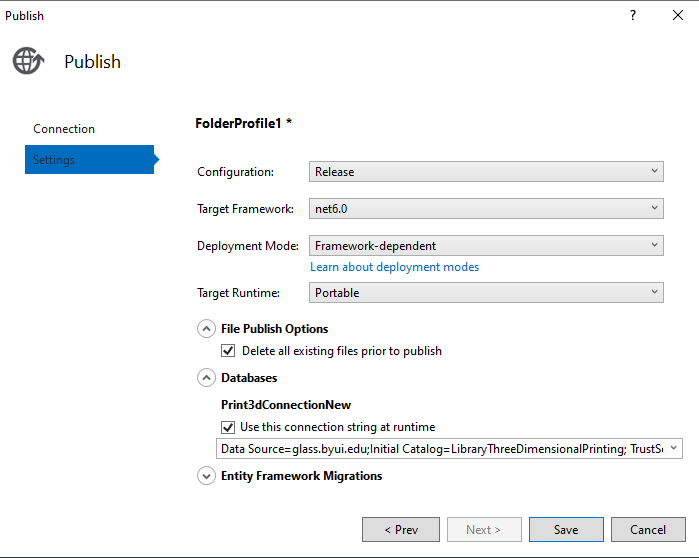 Publish
?
Publish
Connection
Settings
FolderProfile1 *
Configuration: Release
Target Framework: net6.0
Deployment Mode: Framework-dependent
Learn about deployment modes
Target Runtime: Portable
File Publish Options
Delete all existing files prior to publish
Databases
Print3dConnectionNew
Use this connection string at runtime
Data Source=glass.byui.edu;Initial Catalog=LibraryThreeDimensionalPrinting; TrustSe
Entity Framework Migrations
< Prev Next > Save Cancel